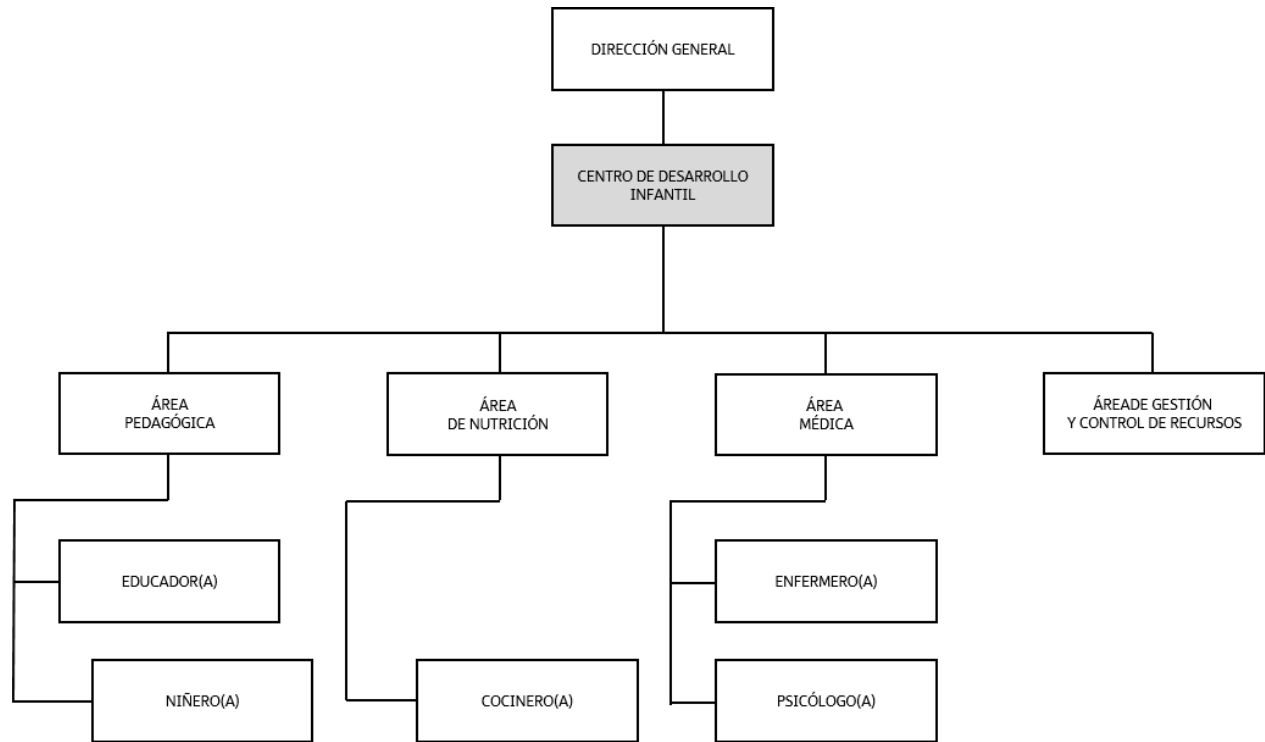 DIRECCIÓN GENERAL
CENTRO DE DESARROLLO
INFANTIL
ÁREA
PEDAGÓGICA
ÁREA
DE NUTRICIÓN
ÁREA
MÉDICA
ÁREADE GESTIÓN
Y CONTROL DE RECURSOS
EDUCADOR(A)
ENFERMERO(A)
NIÑERO(A)
COCINERO(A)
PSICÓLOGO(A)